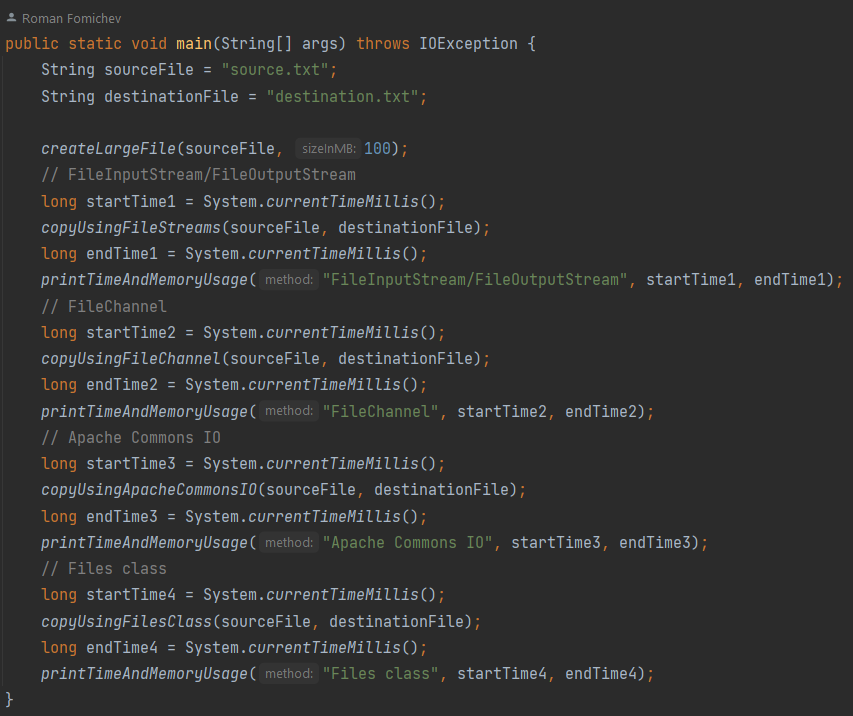 Roman Fomichev
public static void main(String[] args) throws IOException {
    String sourceFile = "source.txt";
    String destinationFile = "destination.txt";

    createLargeFile(sourceFile, sizeInMB: 100);
    // FileInputStream/FileOutputStream
    long startTime1 = System.currentTimeMillis();
    copyUsingFileStreams(sourceFile, destinationFile);
    long endTime1 = System.currentTimeMillis();
    printTimeAndMemoryUsage( method: "FileInputStream/FileOutputStream", startTime1, endTime1);
    // FileChannel
    long startTime2 = System.currentTimeMillis();
    copyUsingFileChannel(sourceFile, destinationFile);
    long endTime2 = System.currentTimeMillis();
    printTimeAndMemoryUsage( method: "FileChannel", startTime2, endTime2);
    // Apache Commons IO
    long startTime3 = System.currentTimeMillis();
    copyUsingApacheCommonsIO(sourceFile, destinationFile);
    long endTime3 = System.currentTimeMillis();
    printTimeAndMemoryUsage( method: "Apache Commons IO", startTime3, endTime3);
    // Files class
    long startTime4 = System.currentTimeMillis();
    copyUsingFilesClass(sourceFile, destinationFile);
    long endTime4 = System.currentTimeMillis();
    printTimeAndMemoryUsage( method: "Files class", startTime4, endTime4);
}